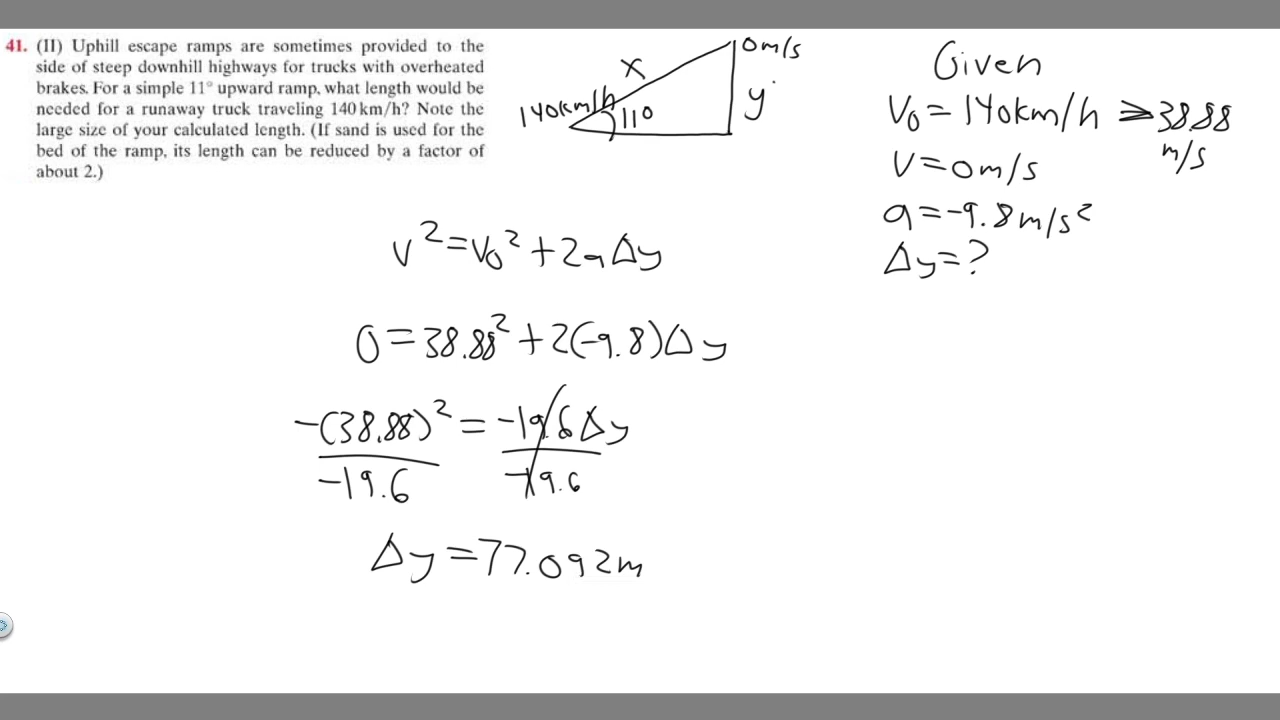 41. (II) Uphill escape ramps are sometimes provided to the
side of steep downhill highways for trucks with overheated
brakes. For a simple 11° upward ramp, what length would be
needed for a runaway truck traveling 140 km/h? Note the
large size of your calculated length. (If sand is used for the
bed of the ramp, its length can be reduced by a factor of
about 2.)
0m/s
x
y
140km/h
11°
Given
V₀ = 140km/h ⇒ 38.88
m/s
V = 0m/s
a = -9.8m/s²
Δy = ?
v² = v₀² + 2aΔy
0 = 38.88² + 2(-9.8)Δy
-(38.88)² = -19.6Δy
-19.6 -19.6
Δy = 77.092m